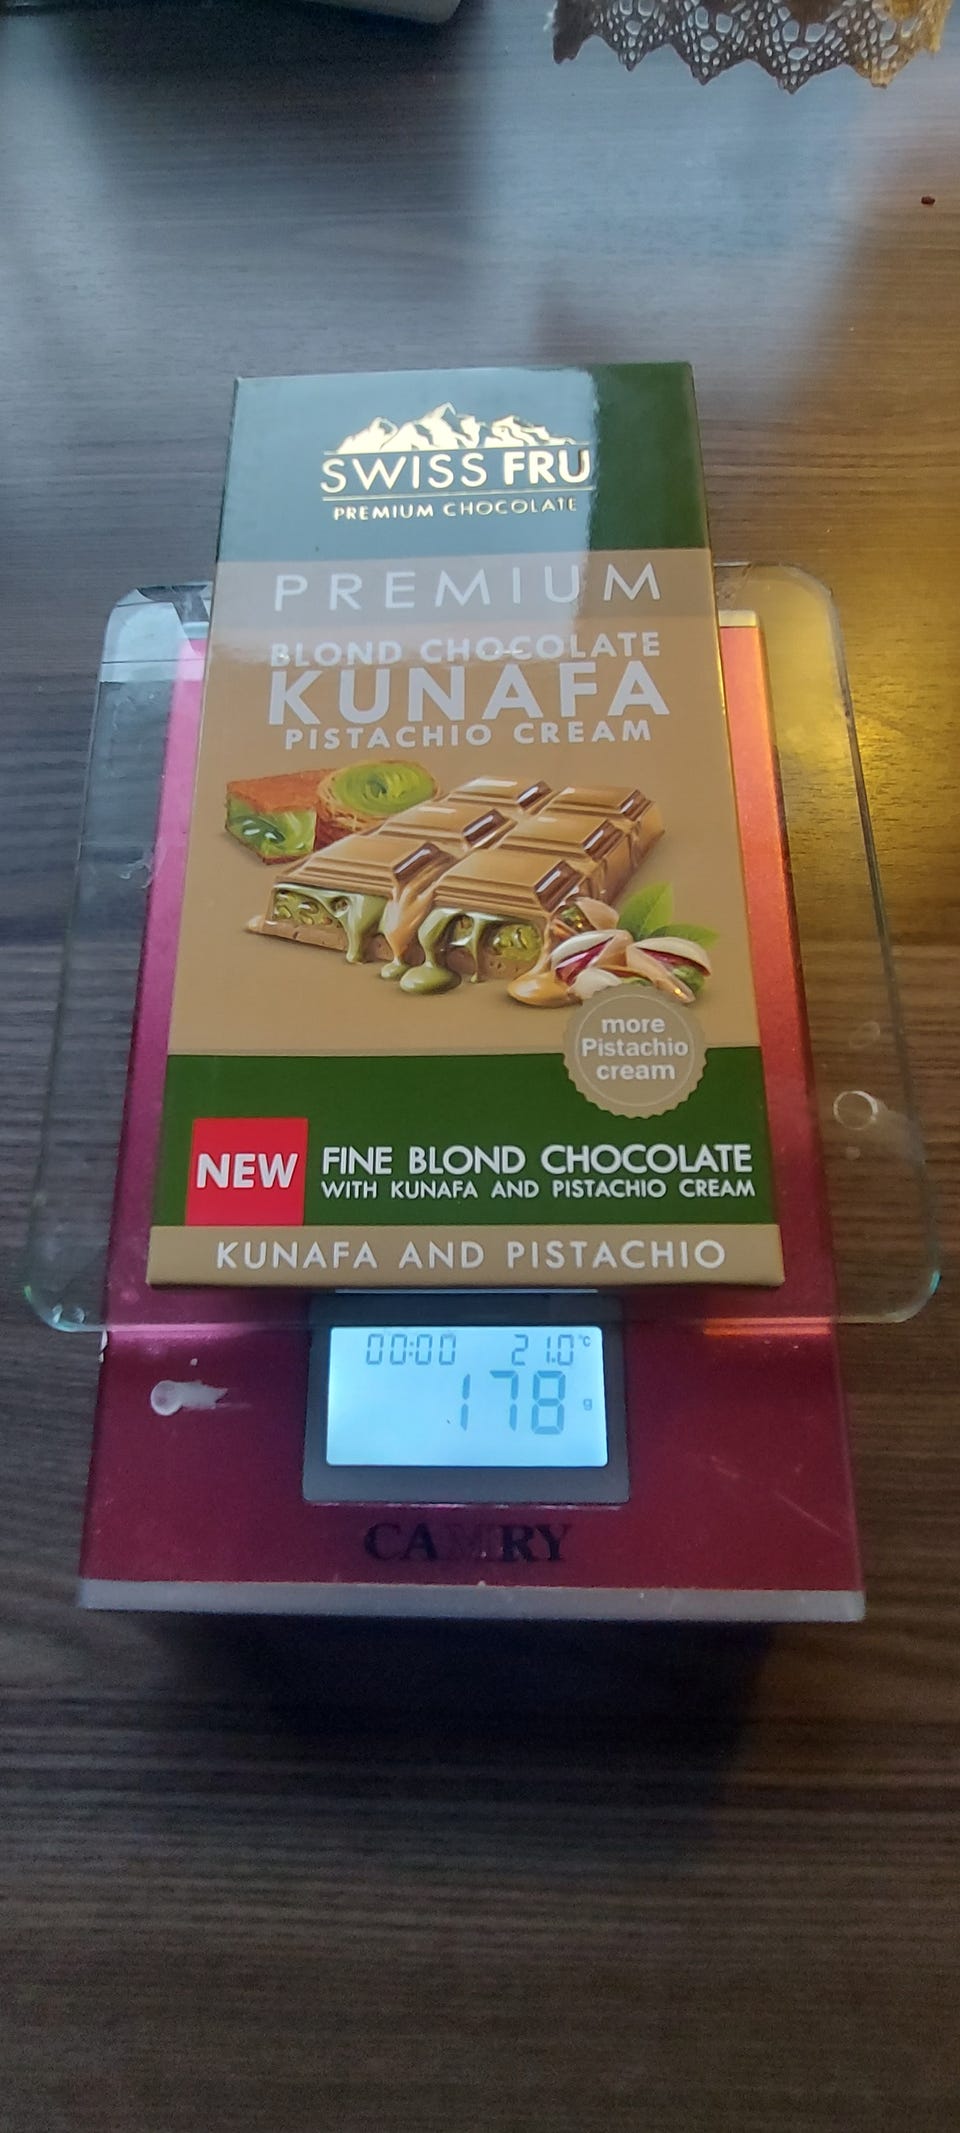 SWISS FRU
PREMIUM CHOCOLATE
PREMIUM
BLOND CHOCOLATE
KUNAFA
PISTACHIO CREAM
more
Pistachio
cream
NEW
FINE BLOND CHOCOLATE
WITH KUNAFA AND PISTACHIO CREAM
KUNAFA AND PISTACHIO
00:00 21.0°C
178 g
CAMRY